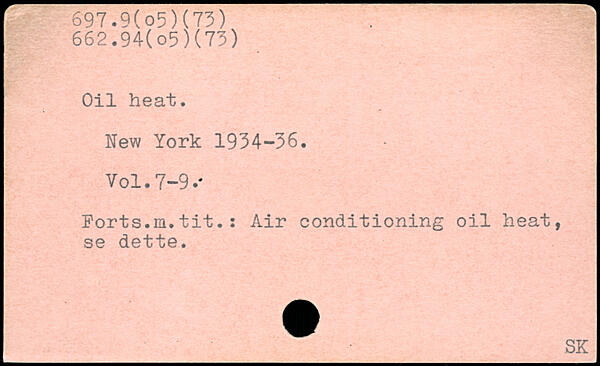 697.9(o5)(73)
662.94(o5)(73)
Oil heat.
New York 1934-36.
Vol.7-9.
Forts.m.tit.: Air conditioning oil heat,
se dette.
SK